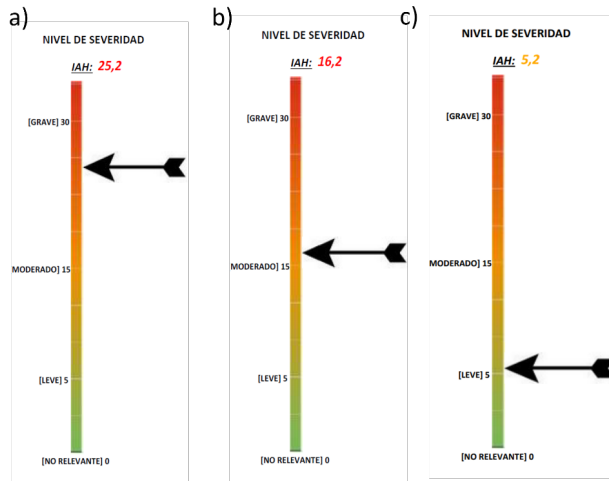 a)
NIVEL DE SEVERIDAD
IAH: 25,2
[GRAVE] 30
MODERADO] 15
[LEVE] 5
[NO RELEVANTE] 0
b)
NIVEL DE SEVERIDAD
IAH: 16,2
[GRAVE] 30
MODERADO] 15
[LEVE] 5
[NO RELEVANTE] 0
c)
NIVEL DE SEVERIDAD
IAH: 5,2
[GRAVE] 30
MODERADO] 15
[LEVE] 5
[NO RELEVANTE] 0